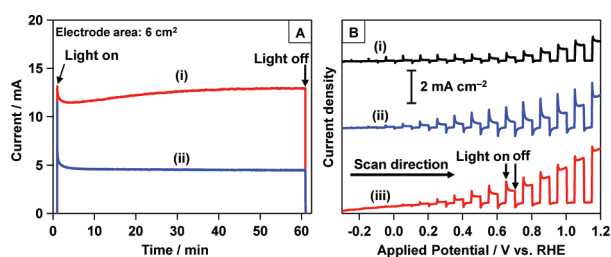 Electrode area: 6 cm²
A
Light on
(i)
Light off
(ii)
Current / mA
20
15
10
5
0
0 10 20 30 40 50 60
Time / min
B
(i)
2 mA cm⁻²
(ii)
Light on off
Scan direction
(iii)
Current density
-0.2 0.0 0.2 0.4 0.6 0.8 1.0 1.2
Applied Potential / V vs. RHE